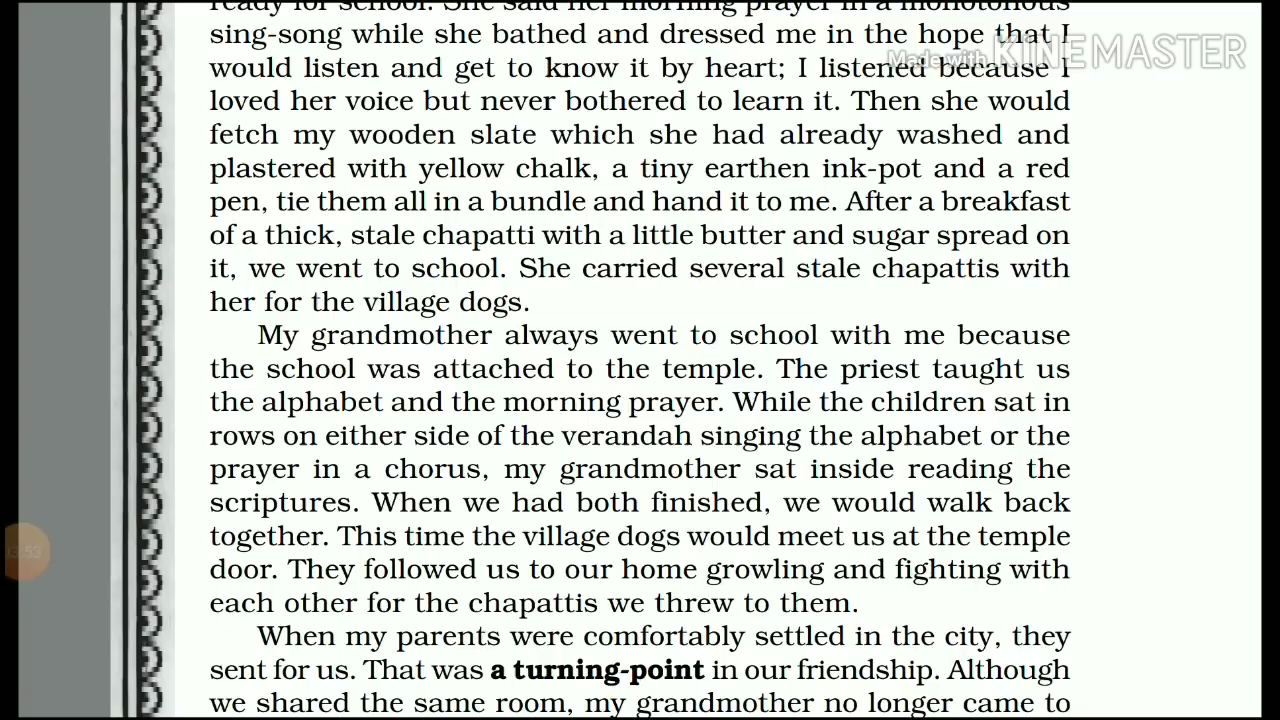 ready for school. She said her morning prayer in a monotonous
sing-song while she bathed and dressed me in the hope that I
Made with KINEMASTER
would listen and get to know it by heart; I listened because I
loved her voice but never bothered to learn it. Then she would
fetch my wooden slate which she had already washed and
plastered with yellow chalk, a tiny earthen ink-pot and a red
pen, tie them all in a bundle and hand it to me. After a breakfast
of a thick, stale chapatti with a little butter and sugar spread on
it, we went to school. She carried several stale chapattis with
her for the village dogs.
My grandmother always went to school with me because
the school was attached to the temple. The priest taught us
the alphabet and the morning prayer. While the children sat in
rows on either side of the verandah singing the alphabet or the
prayer in a chorus, my grandmother sat inside reading the
scriptures. When we had both finished, we would walk back
together. This time the village dogs would meet us at the temple
door. They followed us to our home growling and fighting with
each other for the chapattis we threw to them.
When my parents were comfortably settled in the city, they
sent for us. That was a turning-point in our friendship. Although
we shared the same room, my grandmother no longer came to